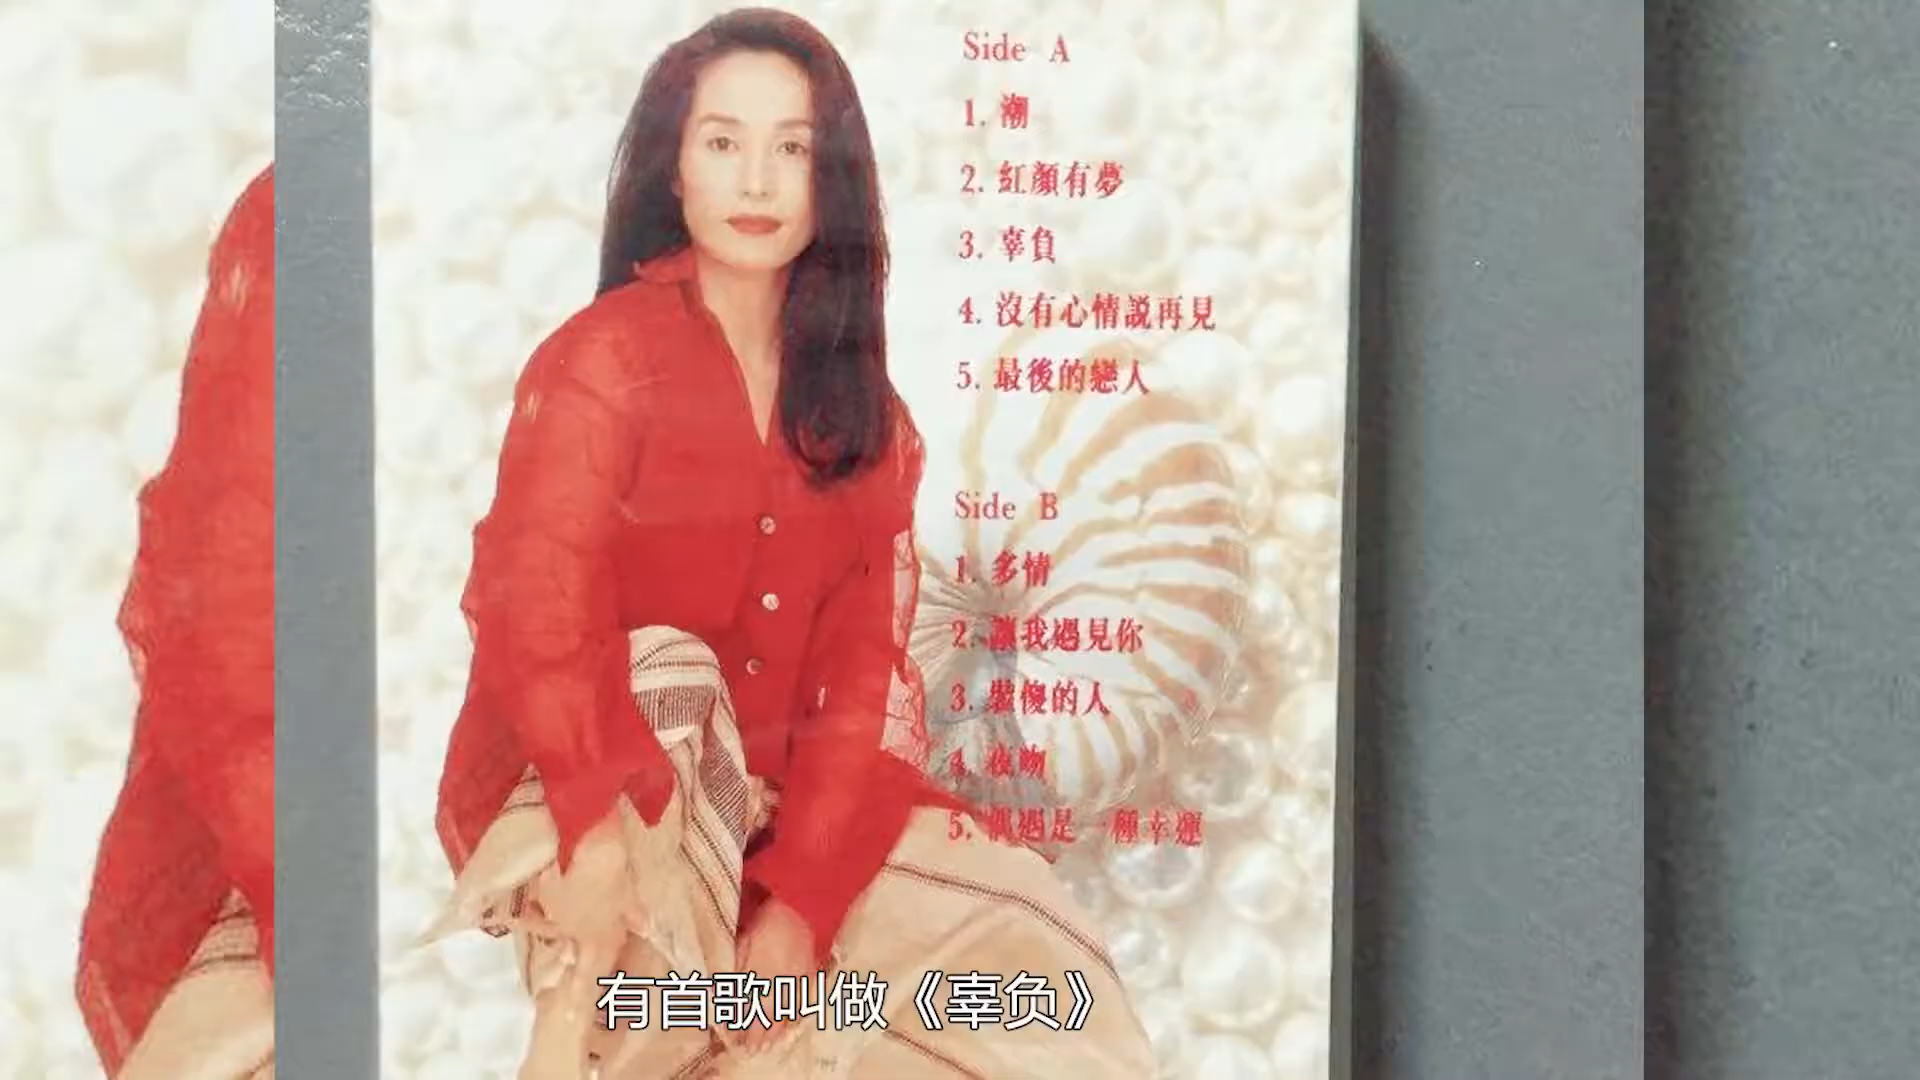 Side A
1. 潮
2. 紅顏有夢
3. 辜負
4. 沒有心情說再見
5. 最後的戀人
Side B
1. 多情
2. 讓我遇見你
3. 裝傻的人
4. 夜吻
5. 偶遇是一種幸運
有首歌叫做《辜负》